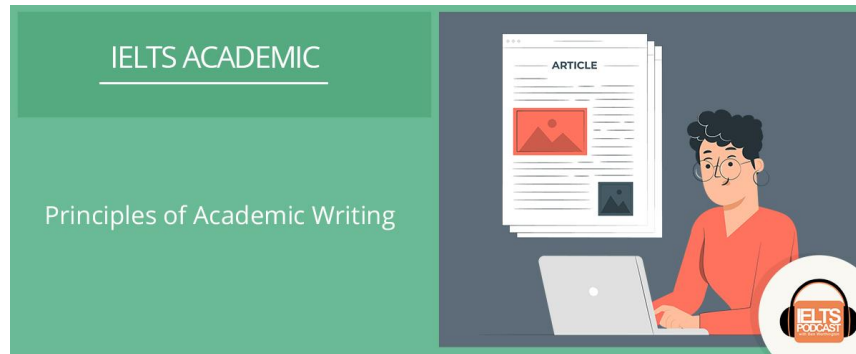 IELTS ACADEMIC
Principles of Academic Writing
ARTICLE
IELTS
PODCAST